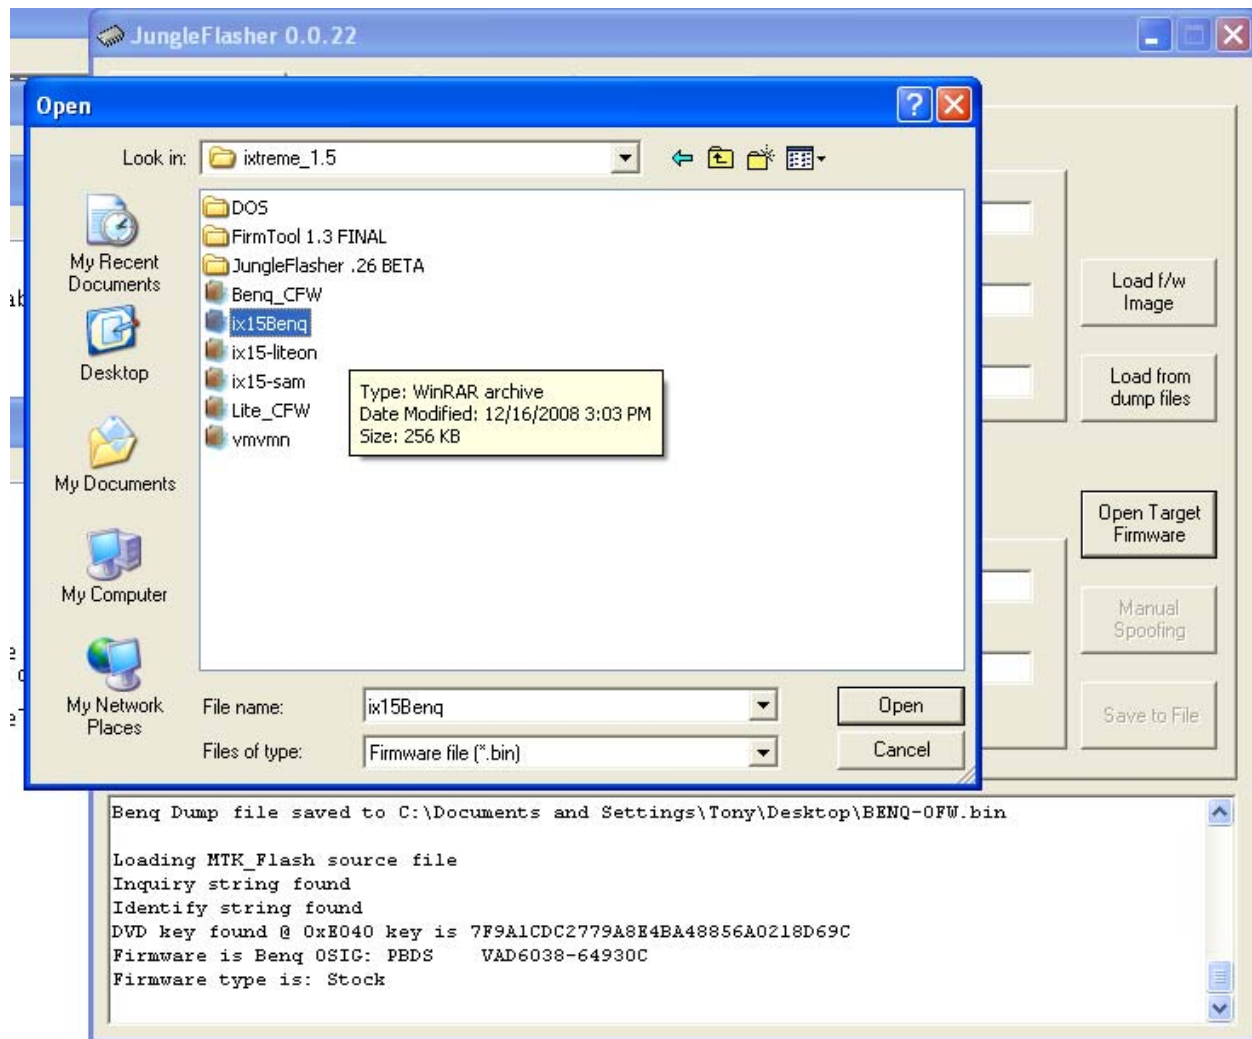 JungleFlasher 0.0.22
Open
Look in:
ixtreme_1.5
My Recent
Documents
Desktop
My Documents
My Computer
My Network
Places
DOS
FirmTool 1.3 FINAL
JungleFlasher .26 BETA
Benq_CFW
ix15Benq
ix15-liteon
ix15-sam
Lite_CFW
vmvmn
Type: WinRAR archive
Date Modified: 12/16/2008 3:03 PM
Size: 256 KB
File name:
ix15Benq
Open
Files of type:
Firmware file (*.bin)
Cancel
Load f/w
Image
Load from
dump files
Open Target
Firmware
Manual
Spoofing
Save to File
Benq Dump file saved to C:\Documents and Settings\Tony\Desktop\BENQ-OFW.bin
Loading MTK_Flash source file
Inquiry string found
Identify string found
DVD key found @ 0xE040 key is 7F9A1CDC2779A8E4BA48856A0218D69C
Firmware is Benq OSIG: PBDS    VAD6038-64930C
Firmware type is: Stock